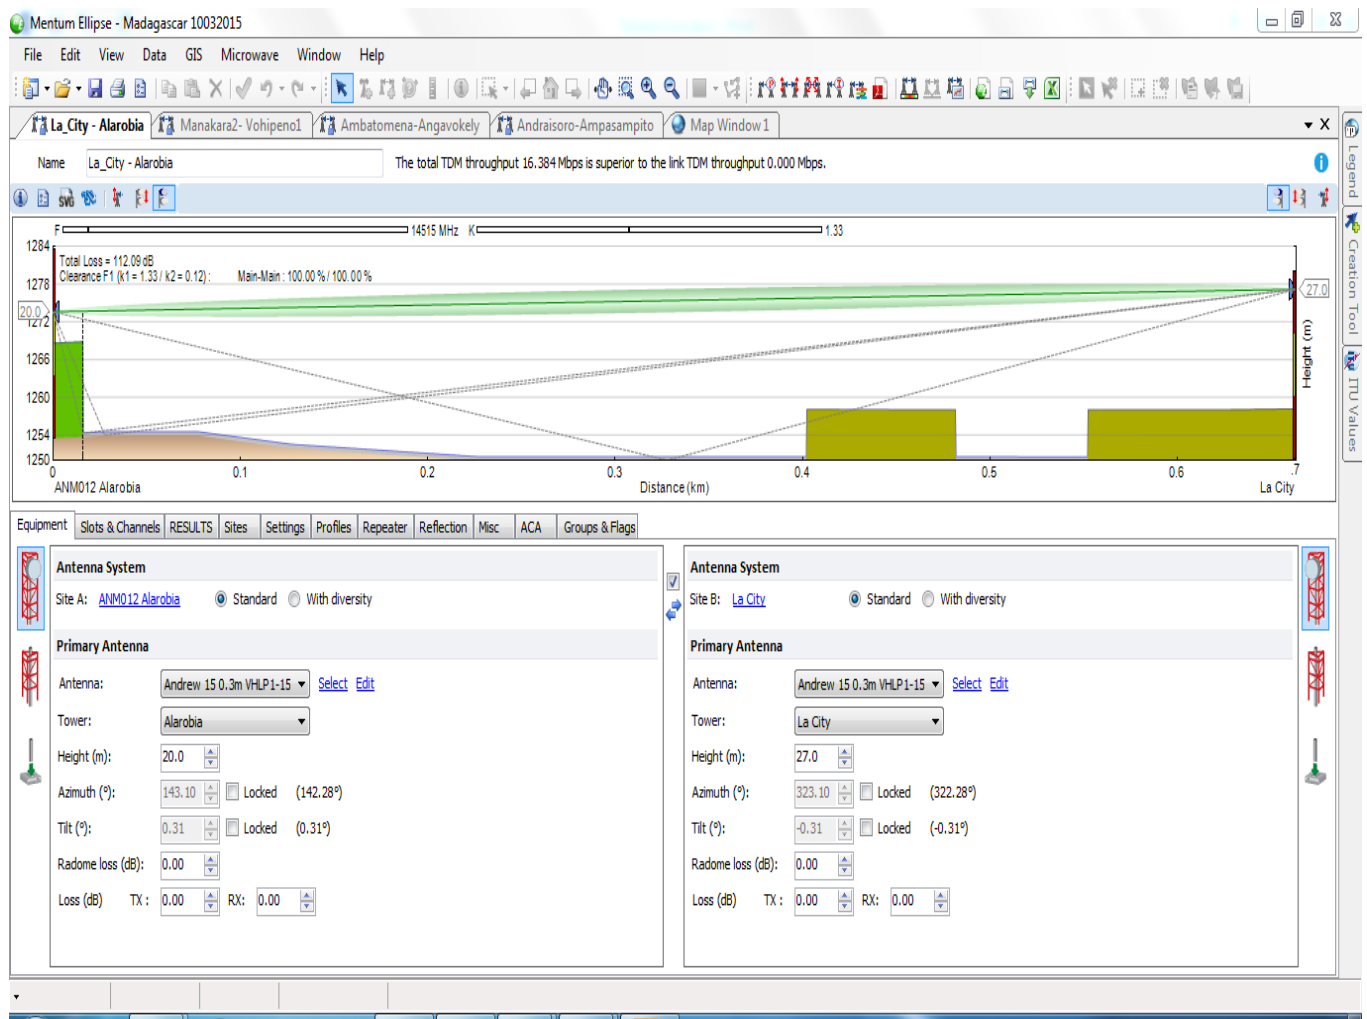 Mentum Ellipse - Madagascar 10032015
File Edit View Data GIS Microwave Window Help
La_City - Alarobia Manakara2- Vohipeno1 Ambatomena-Angavokely Andraisoro-Ampasampito Map Window 1
Name La_City - Alarobia The total TDM throughput 16.384 Mbps is superior to the link TDM throughput 0.000 Mbps.
SVG
F 14515 MHz K 1.33
1284
Total Loss = 112.09 dB
Clearance F1 (k1 = 1.33 / k2 = 0.12) : Main-Main : 100.00 % / 100.00 %
1278
27.0
20.0
1272
1266
1260
1254
1250
Height (m)
0 0.1 0.2 0.3 0.4 0.5 0.6 .7
ANM012 Alarobia Distance (km) La City
Legend
Creation Tool
ITU Values
Equipment Slots & Channels RESULTS Sites Settings Profiles Repeater Reflection Misc ACA Groups & Flags
Antenna System
Site A: ANM012 Alarobia Standard With diversity
Primary Antenna
Antenna: Andrew 15 0.3m VHLP1-15 Select Edit
Tower: Alarobia
Height (m): 20.0
Azimuth (º): 143.10 Locked (142.28º)
Tilt (º): 0.31 Locked (0.31º)
Radome loss (dB): 0.00
Loss (dB) TX : 0.00 RX: 0.00
Antenna System
Site B: La City Standard With diversity
Primary Antenna
Antenna: Andrew 15 0.3m VHLP1-15 Select Edit
Tower: La City
Height (m): 27.0
Azimuth (º): 323.10 Locked (322.28º)
Tilt (º): -0.31 Locked (-0.31º)
Radome loss (dB): 0.00
Loss (dB) TX : 0.00 RX: 0.00